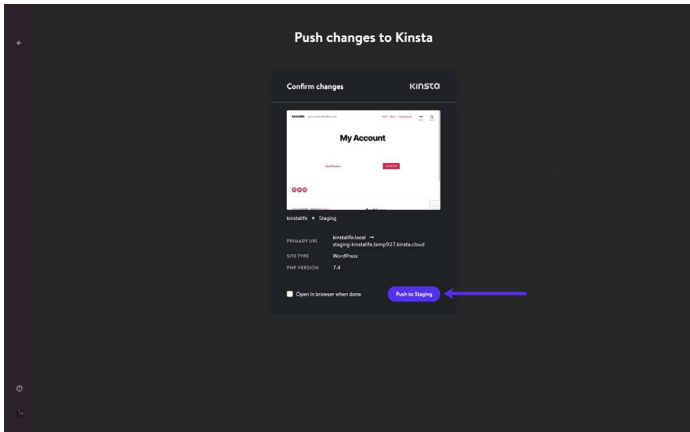 Push changes to Kinsta
Confirm changes
KINSTA
kinstalife
My Account
kinstalife • Staging
PRIMARY URL
kinstalife.local →
staging-kinstalife.temp927.kinsta.cloud
SITE TYPE
WordPress
PHP VERSION
7.4
Open in browser when done
Push to Staging